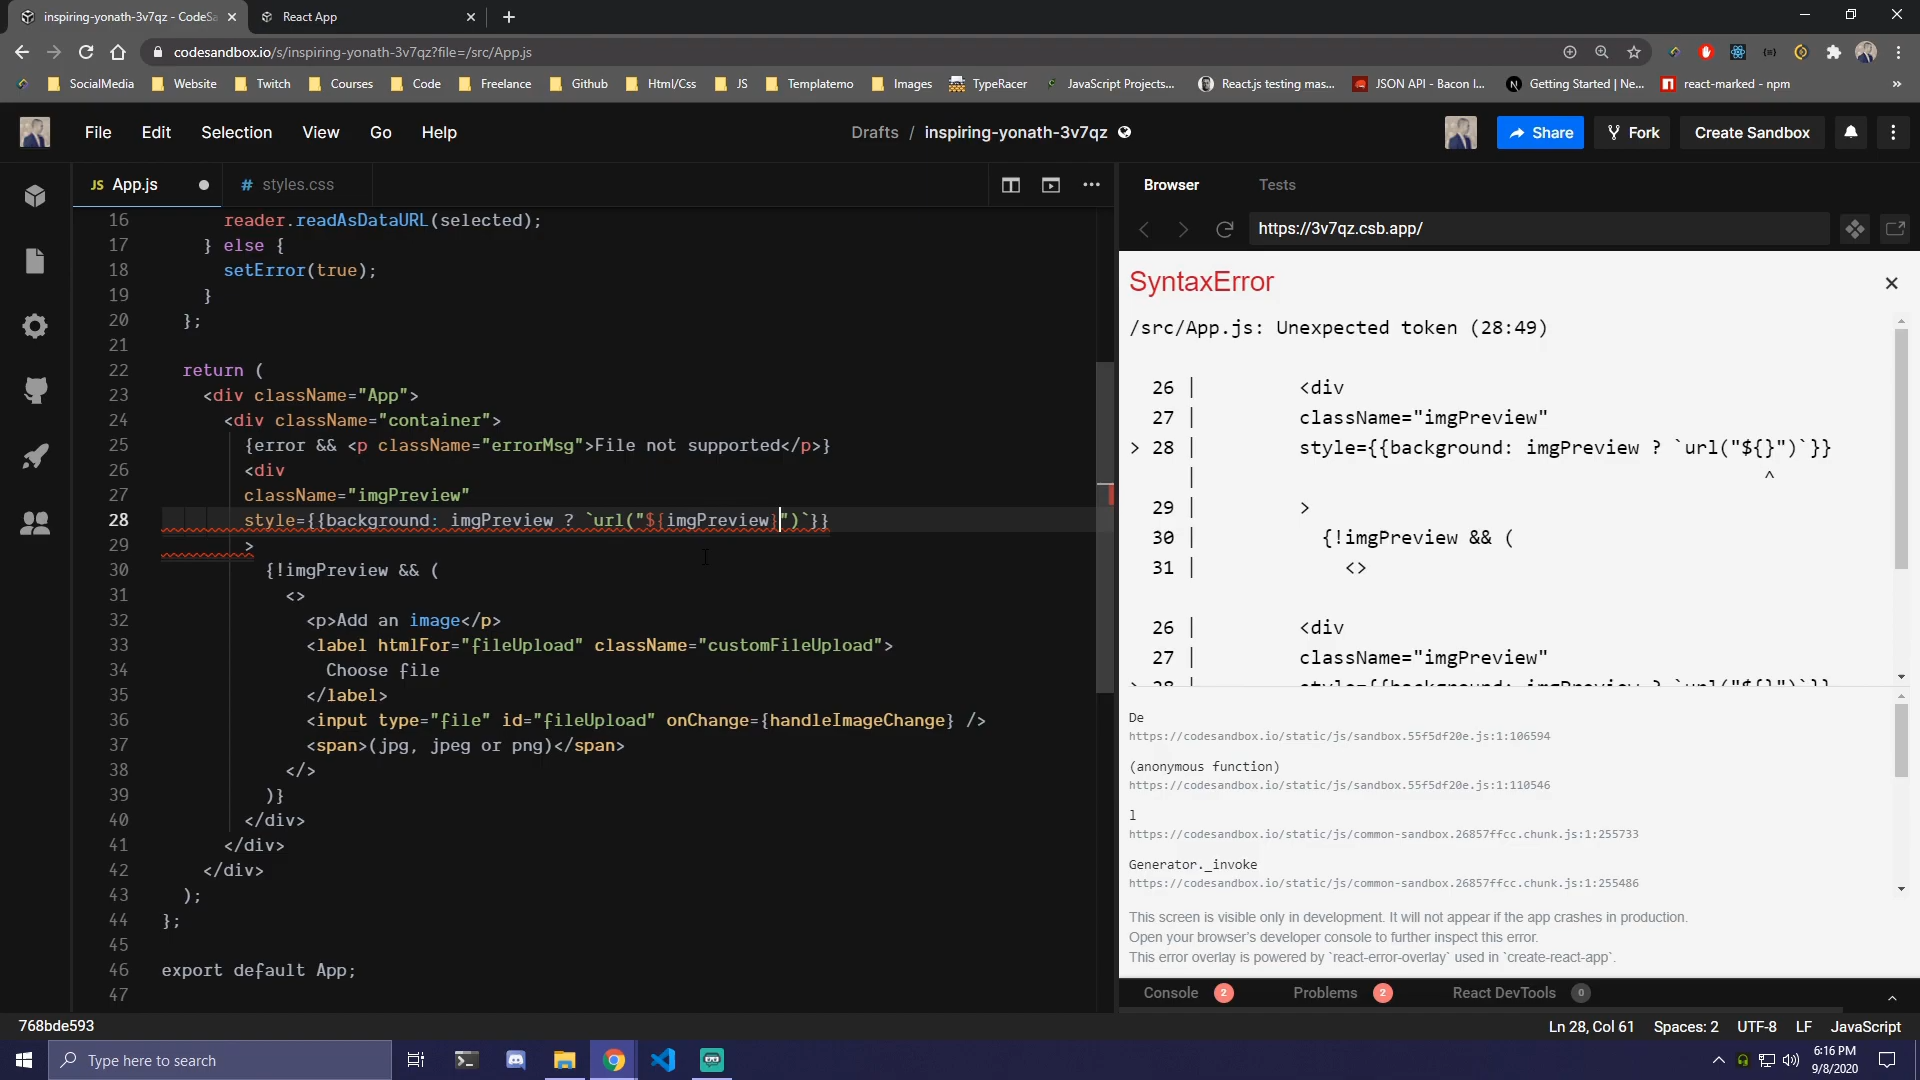 inspiring-yonath-3v7qz - CodeSa
React App
codesandbox.io/s/inspiring-yonath-3v7qz?file=/src/App.js
SocialMedia
Website
Twitch
Courses
Code
Freelance
Github
Html/Css
JS
Templatemo
Images
TypeRacer
JavaScript Projects...
React.js testing mas...
JSON API - Bacon I...
Getting Started | Ne...
react-marked - npm
»
File Edit Selection View Go Help
Drafts / inspiring-yonath-3v7qz
Share
Fork
Create Sandbox
JS App.js
# styles.css
16 reader.readAsDataURL(selected);
17 } else {
18 setError(true);
19 }
20 };
21
22 return (
23 <div className="App">
24 <div className="container">
25 {error && <p className="errorMsg">File not supported</p>}
26 <div
27 className="imgPreview"
28 style={{background: imgPreview ? `url("${imgPreview}")`}}
29 >
30 {!imgPreview && (
31 <>
32 <p>Add an image</p>
33 <label htmlFor="fileUpload" className="customFileUpload">
34 Choose file
35 </label>
36 <input type="file" id="fileUpload" onChange={handleImageChange} />
37 <span>(jpg, jpeg or png)</span>
38 </>
39 )}
40 </div>
41 </div>
42 </div>
43 );
44 };
45
46 export default App;
47
Browser Tests
https://3v7qz.csb.app/
SyntaxError
/src/App.js: Unexpected token (28:49)
26 | <div
27 | className="imgPreview"
> 28 | style={{background: imgPreview ? `url("${}")`}}
| ^
29 | >
30 | {!imgPreview && (
31 | <>
26 | <div
27 | className="imgPreview"
> 28 | style={{background: imgPreview ? `url("${}")`}}
De
https://codesandbox.io/static/js/sandbox.55f5df20e.js:1:106594
(anonymous function)
https://codesandbox.io/static/js/sandbox.55f5df20e.js:1:110546
l
https://codesandbox.io/static/js/common-sandbox.26857ffcc.chunk.js:1:255733
Generator._invoke
https://codesandbox.io/static/js/common-sandbox.26857ffcc.chunk.js:1:255486
This screen is visible only in development. It will not appear if the app crashes in production.
Open your browser's developer console to further inspect this error.
This error overlay is powered by `react-error-overlay` used in `create-react-app`.
Console 2 Problems 2 React DevTools 0
768bde593
Ln 28, Col 61 Spaces: 2 UTF-8 LF JavaScript
Type here to search
6:16 PM
9/8/2020